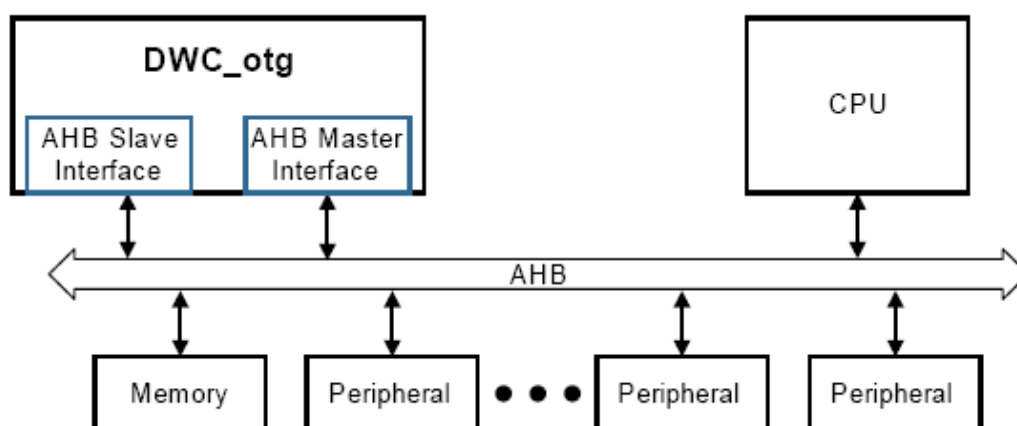 DWC_otg
AHB Slave
Interface
AHB Master
Interface
CPU
AHB
Memory
Peripheral
Peripheral
Peripheral